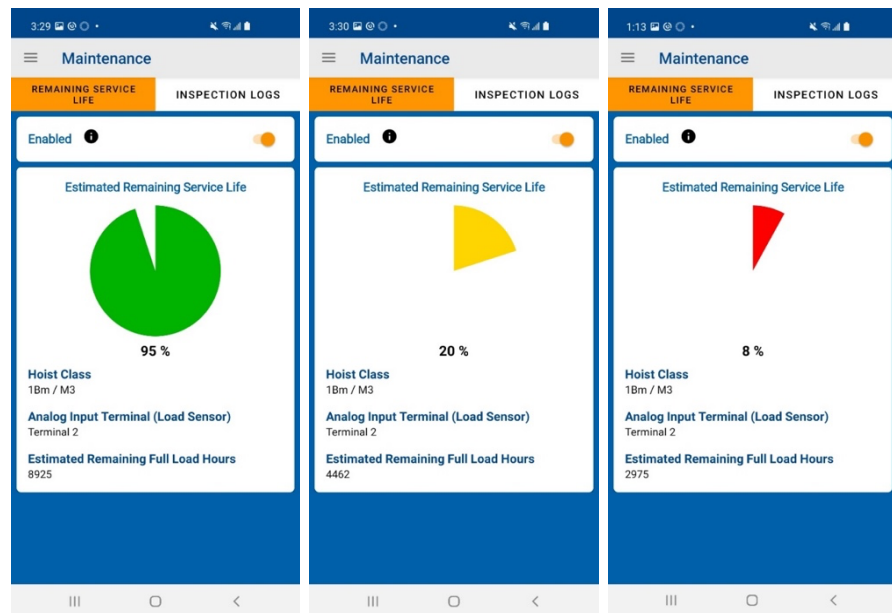 3:29
Maintenance
REMAINING SERVICE
LIFE
INSPECTION LOGS
Enabled
Estimated Remaining Service Life
95 %
Hoist Class
1Bm / M3
Analog Input Terminal (Load Sensor)
Terminal 2
Estimated Remaining Full Load Hours
8925
3:30
Maintenance
REMAINING SERVICE
LIFE
INSPECTION LOGS
Enabled
Estimated Remaining Service Life
20 %
Hoist Class
1Bm / M3
Analog Input Terminal (Load Sensor)
Terminal 2
Estimated Remaining Full Load Hours
4462
1:13
Maintenance
REMAINING SERVICE
LIFE
INSPECTION LOGS
Enabled
Estimated Remaining Service Life
8 %
Hoist Class
1Bm / M3
Analog Input Terminal (Load Sensor)
Terminal 2
Estimated Remaining Full Load Hours
2975